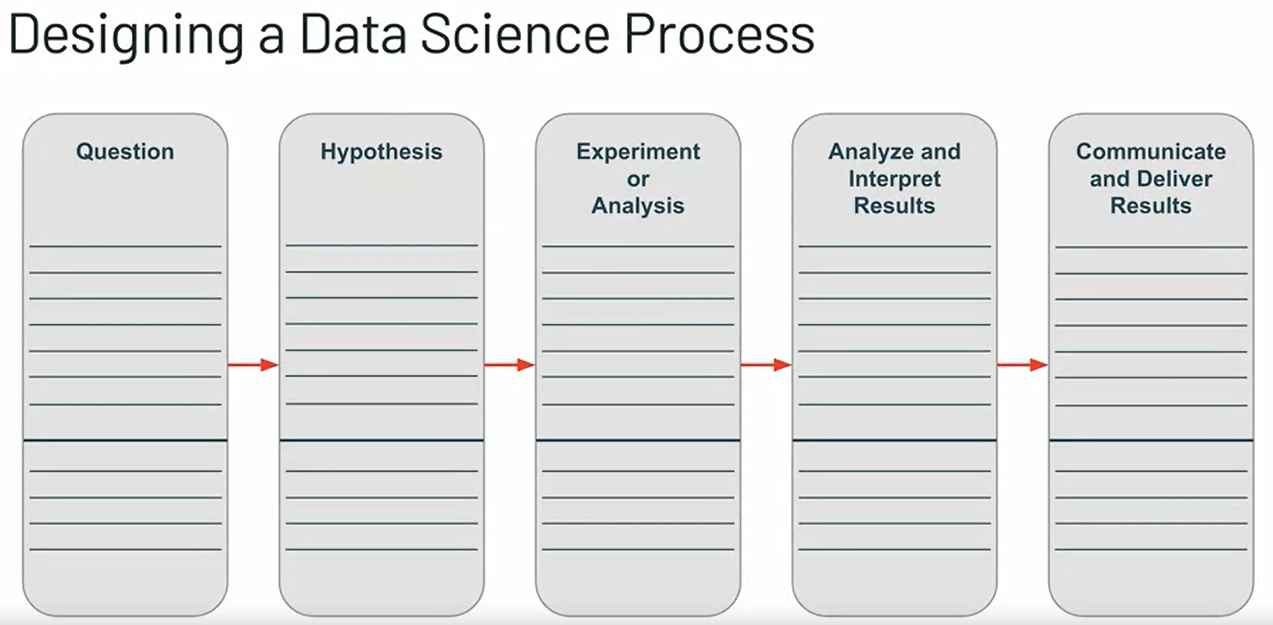 Designing a Data Science Process
Question
Hypothesis
Experiment
or
Analysis
Analyze and
Interpret
Results
Communicate
and Deliver
Results